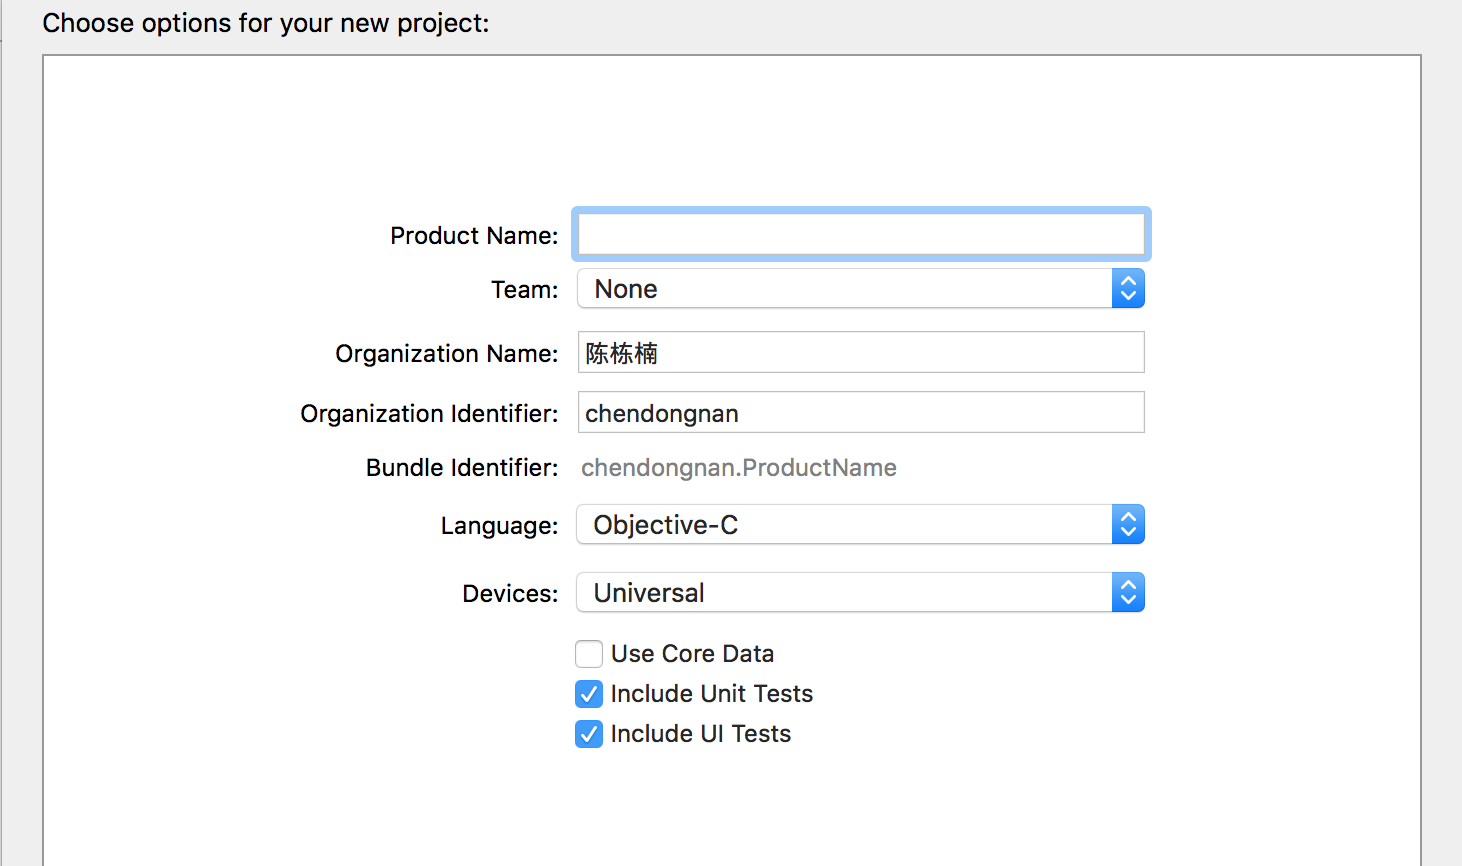 Choose options for your new project:
Product Name:
Team: None
Organization Name: 陈栋楠
Organization Identifier: chendongnan
Bundle Identifier: chendongnan.ProductName
Language: Objective-C
Devices: Universal
Use Core Data
Include Unit Tests
Include UI Tests